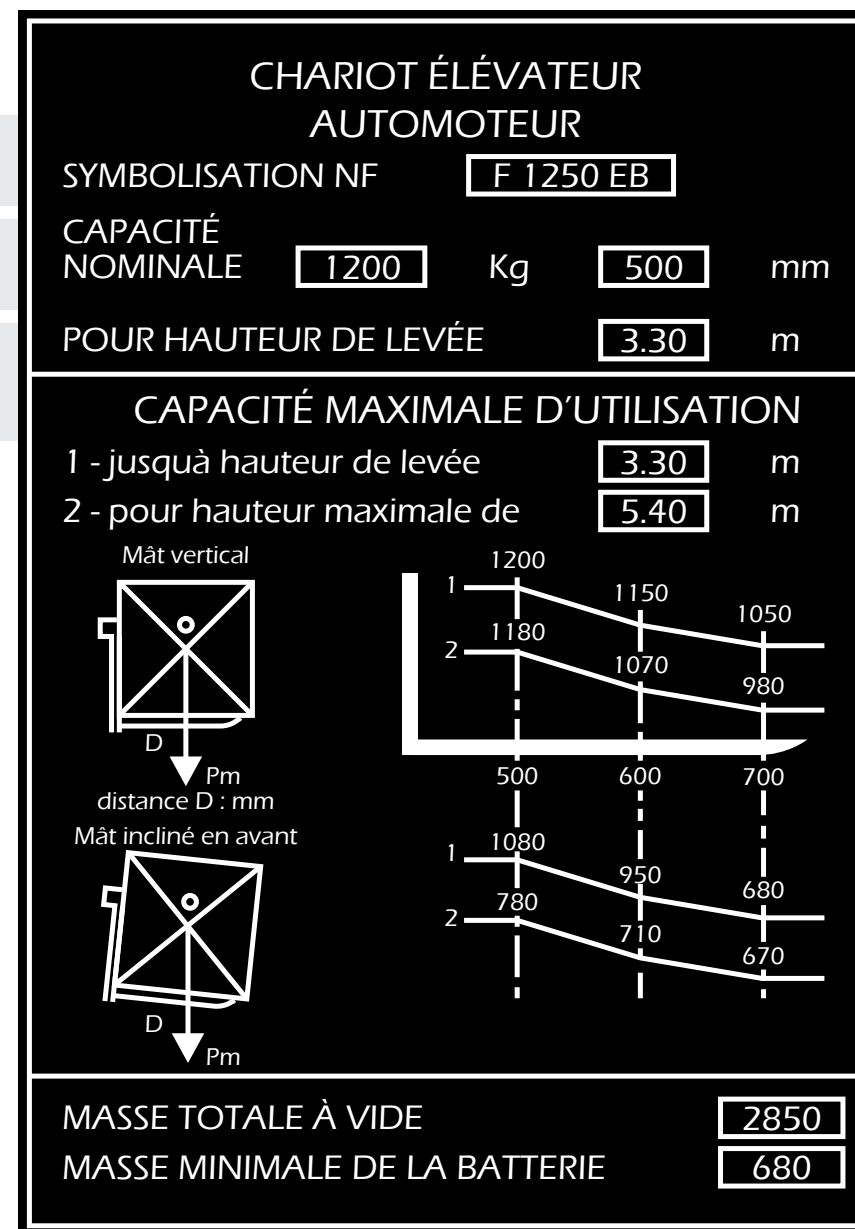 CHARIOT ÉLÉVATEUR
AUTOMOTEUR
SYMBOLISATION NF F 1250 EB
CAPACITÉ
NOMINALE 1200 Kg 500 mm
POUR HAUTEUR DE LEVÉE 3.30 m
CAPACITÉ MAXIMALE D'UTILISATION
1 - jusquà hauteur de levée 3.30 m
2 - pour hauteur maximale de 5.40 m
Mât vertical
D
Pm
distance D : mm
1200
1 1150
1050
1180
2 1070
980
500 600 700
Mât incliné en avant
D
Pm
1080
1 950
680
780
2 710
670
MASSE TOTALE À VIDE 2850
MASSE MINIMALE DE LA BATTERIE 680